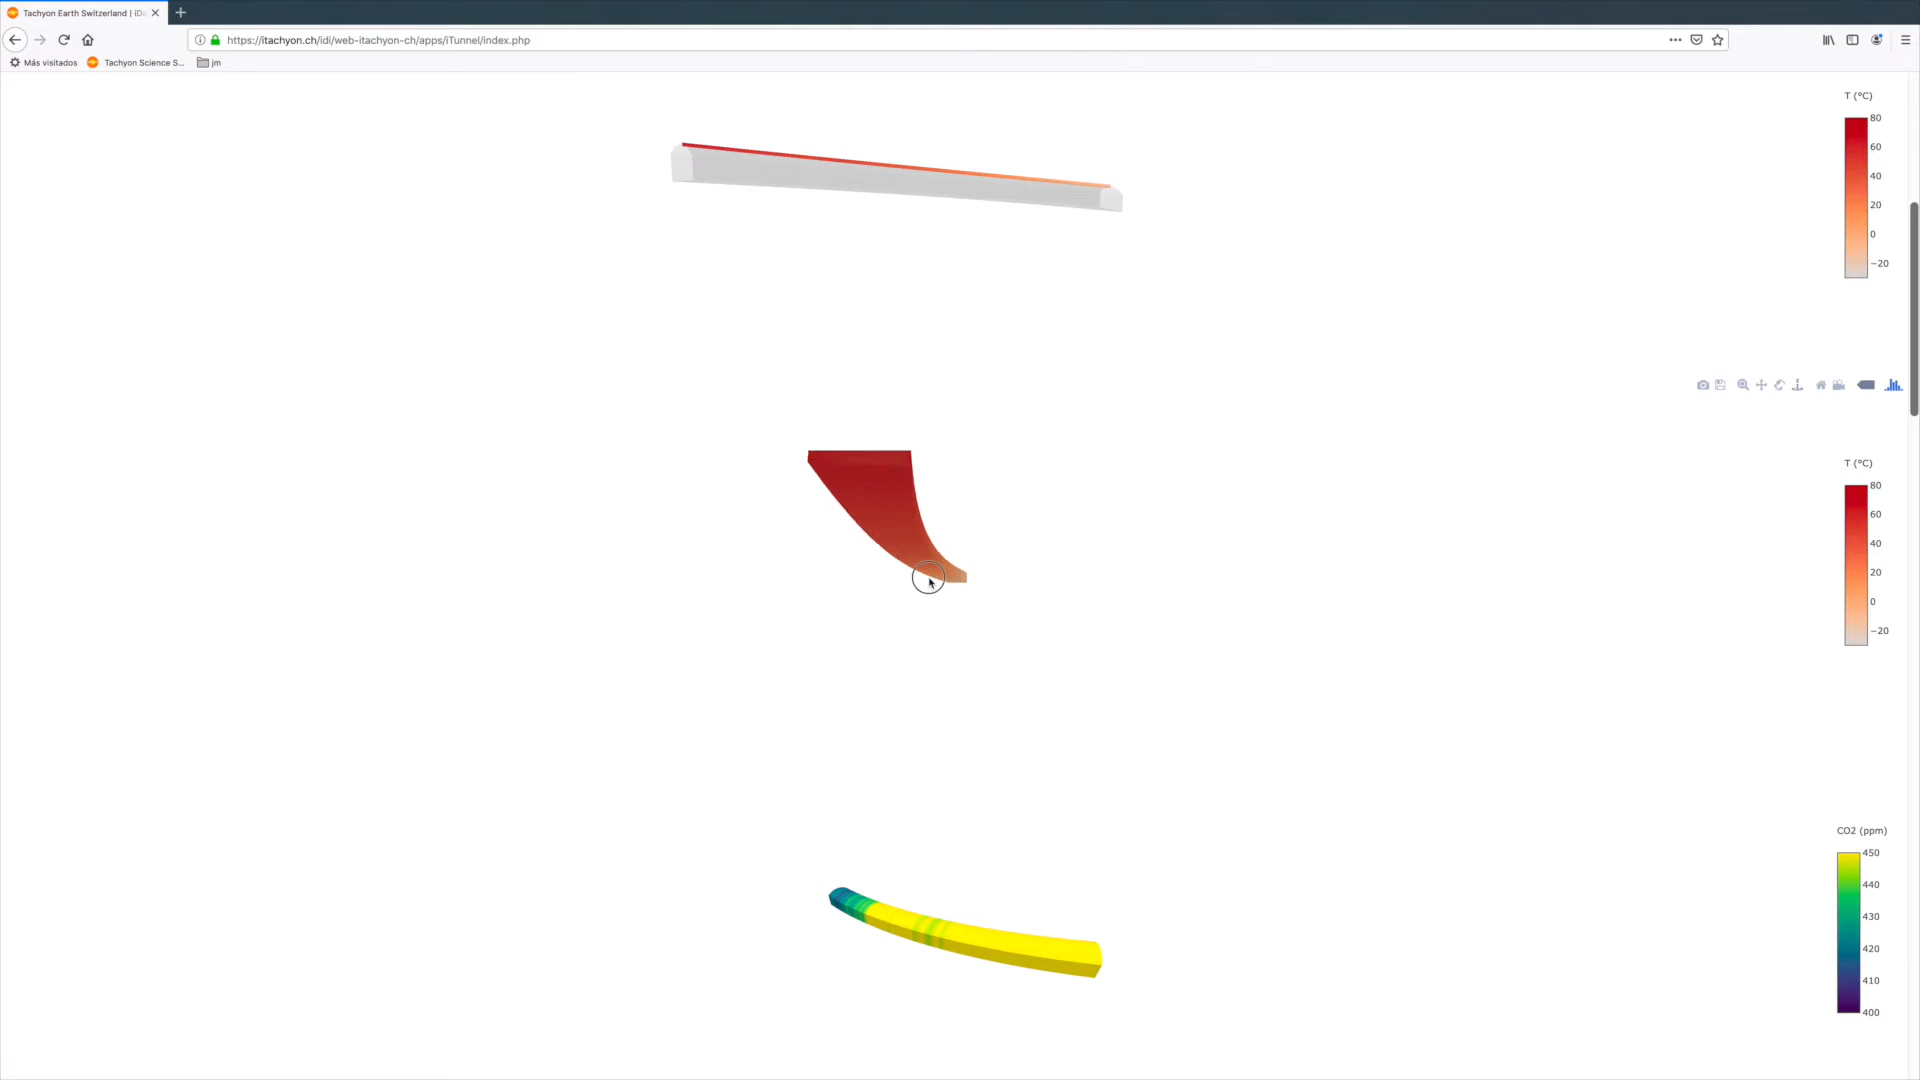 Tachyon Earth Switzerland | iD
https://itachyon.ch/idi/web-itachyon-ch/apps/iTunnel/index.php
Más visitados
Tachyon Science S...
jm
T (°C)
80
60
40
20
0
−20
T (°C)
80
60
40
20
0
−20
CO2 (ppm)
450
440
430
420
410
400